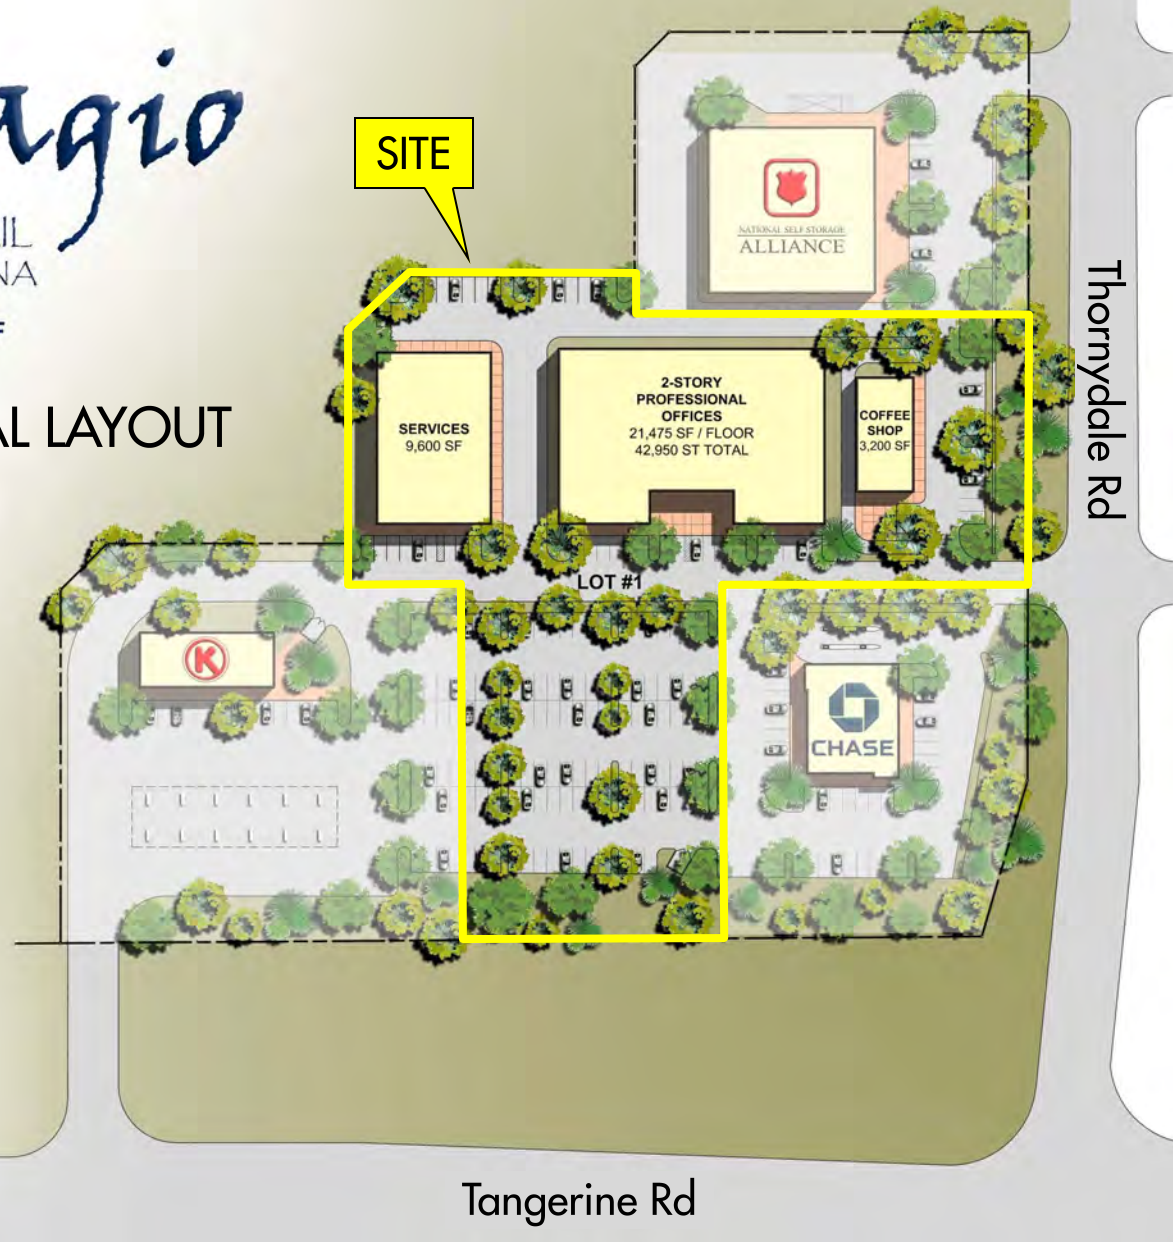 agio
IL
NA
F
AL LAYOUT
SITE
NATIONAL SELF STORAGE
ALLIANCE
Thornydale Rd
SERVICES
9,600 SF
2-STORY
PROFESSIONAL
OFFICES
21,475 SF / FLOOR
42,950 ST TOTAL
COFFEE
SHOP
3,200 SF
LOT #1
K
CHASE
Tangerine Rd